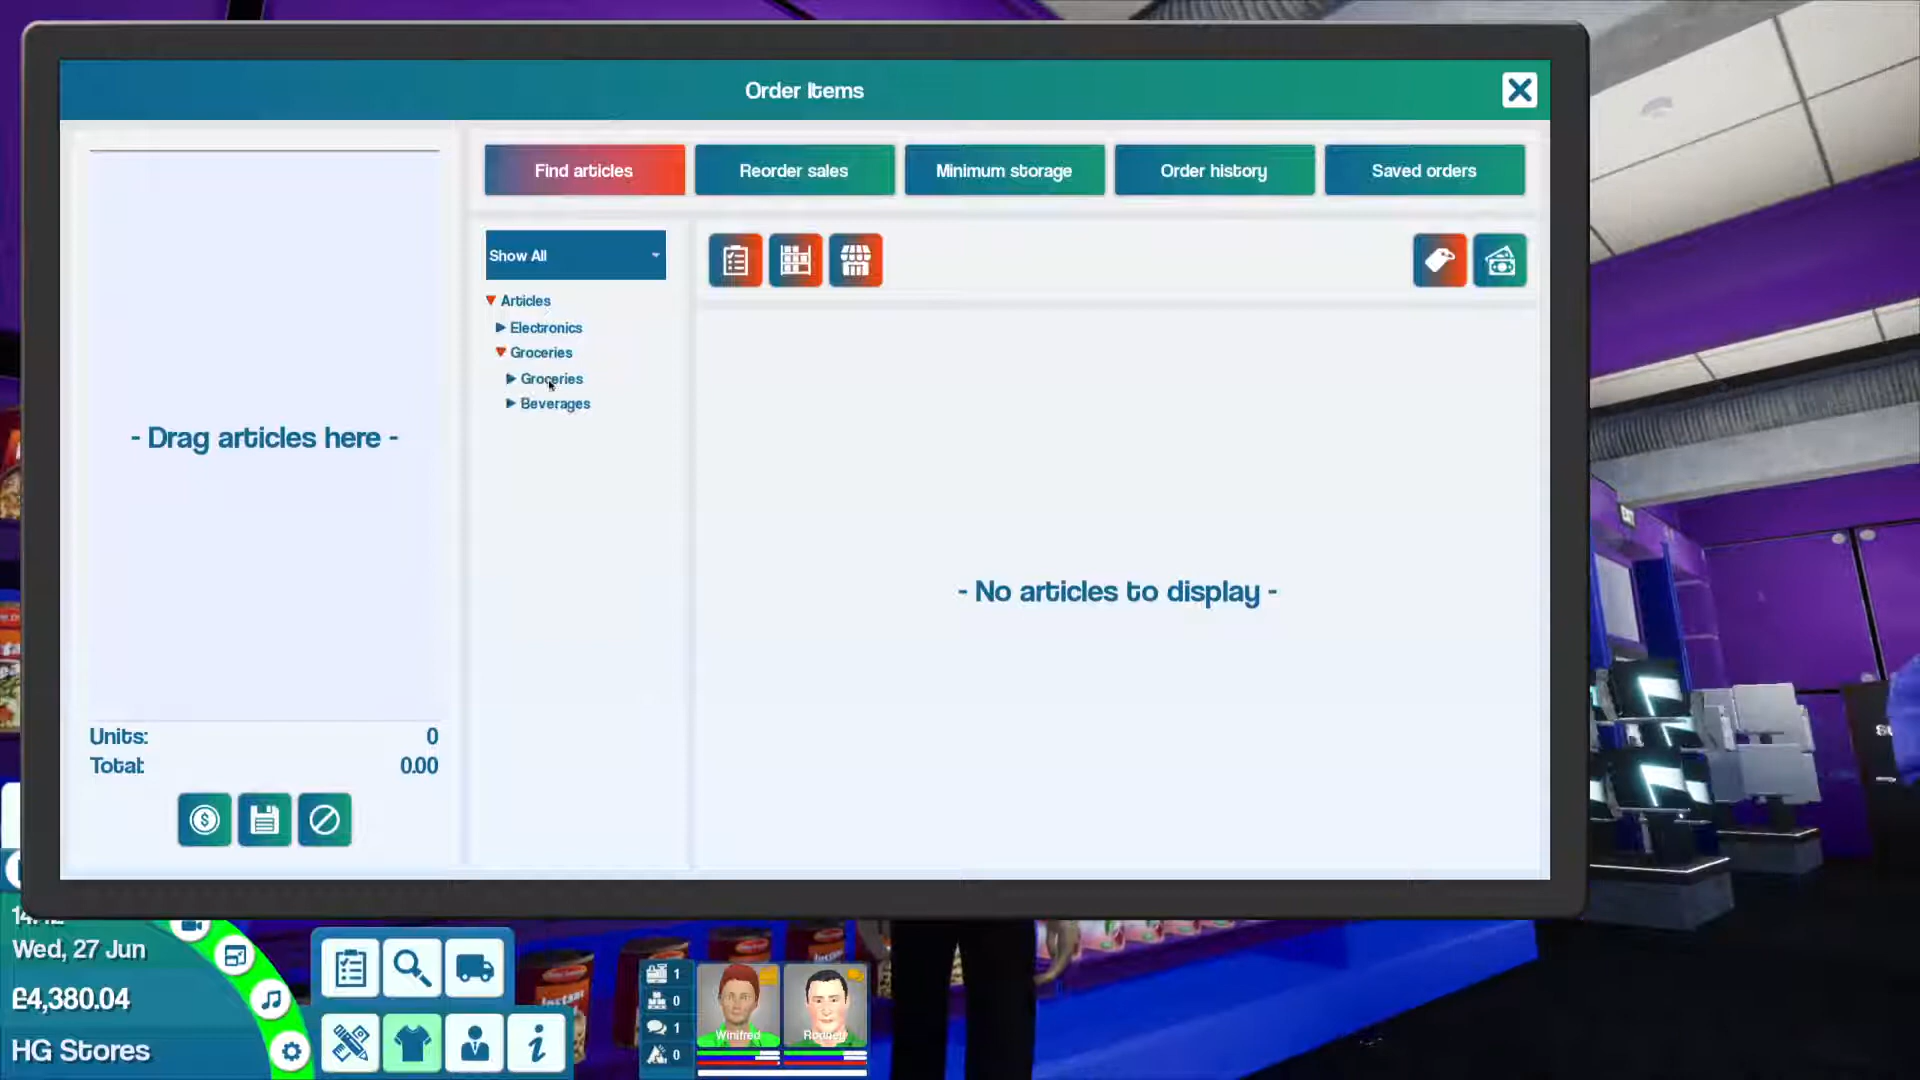 Order Items
Find articles
Reorder sales
Minimum storage
Order history
Saved orders
Show All
Articles
Electronics
Groceries
Groceries
Beverages
- Drag articles here -
- No articles to display -
Units: 0
Total: 0.00
Wed, 27 Jun
£4,380.04
HG Stores
1
0
1
0
Winifred
Instant